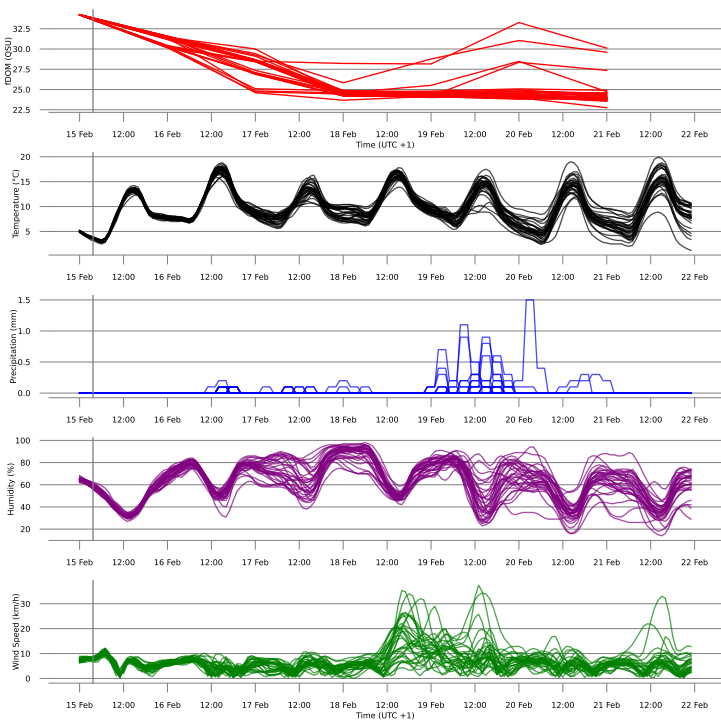 fDOM (QSU)
32.5
30.0
27.5
25.0
22.5
15 Feb 12:00 16 Feb 12:00 17 Feb 12:00 18 Feb 12:00 19 Feb 12:00 20 Feb 12:00 21 Feb 12:00 22 Feb
Time (UTC +1)
Temperature (°C)
20
15
10
5
15 Feb 12:00 16 Feb 12:00 17 Feb 12:00 18 Feb 12:00 19 Feb 12:00 20 Feb 12:00 21 Feb 12:00 22 Feb
Precipitation (mm)
1.5
1.0
0.5
0.0
15 Feb 12:00 16 Feb 12:00 17 Feb 12:00 18 Feb 12:00 19 Feb 12:00 20 Feb 12:00 21 Feb 12:00 22 Feb
Humidity (%)
100
80
60
40
20
15 Feb 12:00 16 Feb 12:00 17 Feb 12:00 18 Feb 12:00 19 Feb 12:00 20 Feb 12:00 21 Feb 12:00 22 Feb
Wind Speed (km/h)
30
20
10
0
15 Feb 12:00 16 Feb 12:00 17 Feb 12:00 18 Feb 12:00 19 Feb 12:00 20 Feb 12:00 21 Feb 12:00 22 Feb
Time (UTC +1)